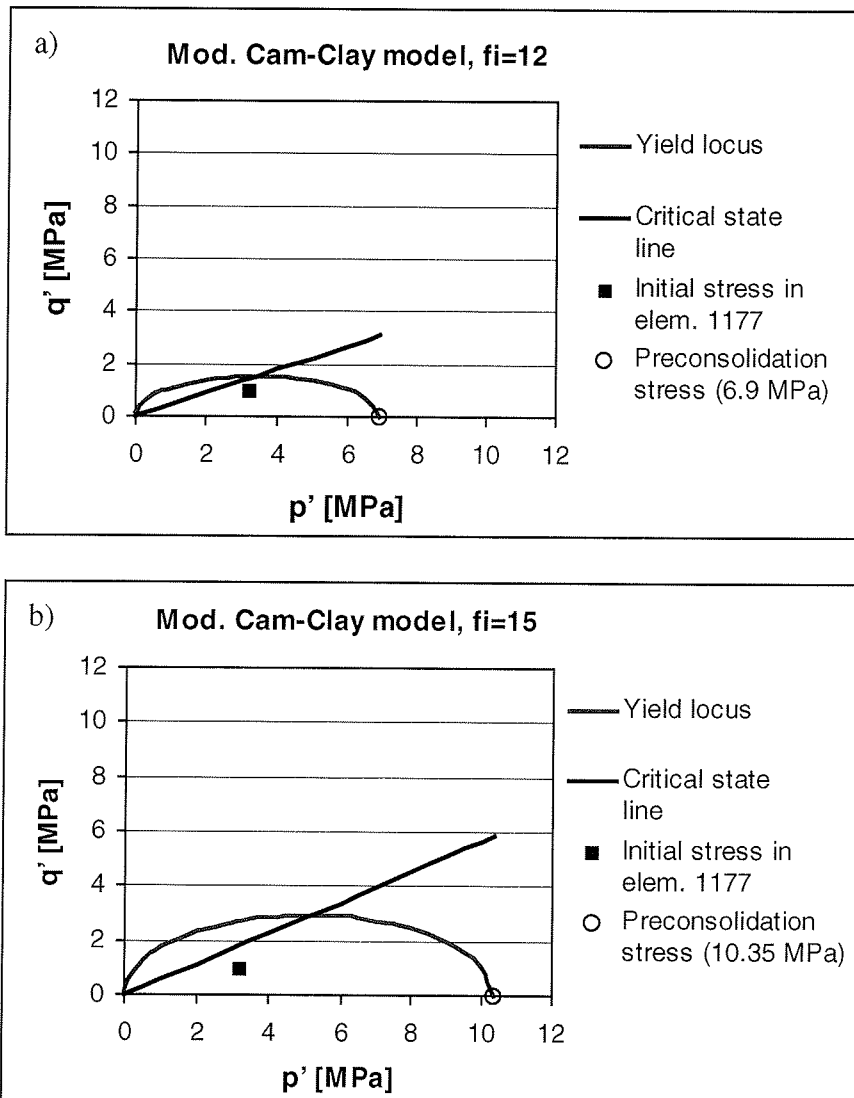 a)
Mod. Cam-Clay model, fi=12
12
10
8
6
4
2
0
q' [MPa]
0 2 4 6 8 10 12
p' [MPa]
Yield locus
Critical state
line
Initial stress in
elem. 1177
Preconsolidation
stress (6.9 MPa)
b)
Mod. Cam-Clay model, fi=15
12
10
8
6
4
2
0
q' [MPa]
0 2 4 6 8 10 12
p' [MPa]
Yield locus
Critical state
line
Initial stress in
elem. 1177
Preconsolidation
stress (10.35 MPa)